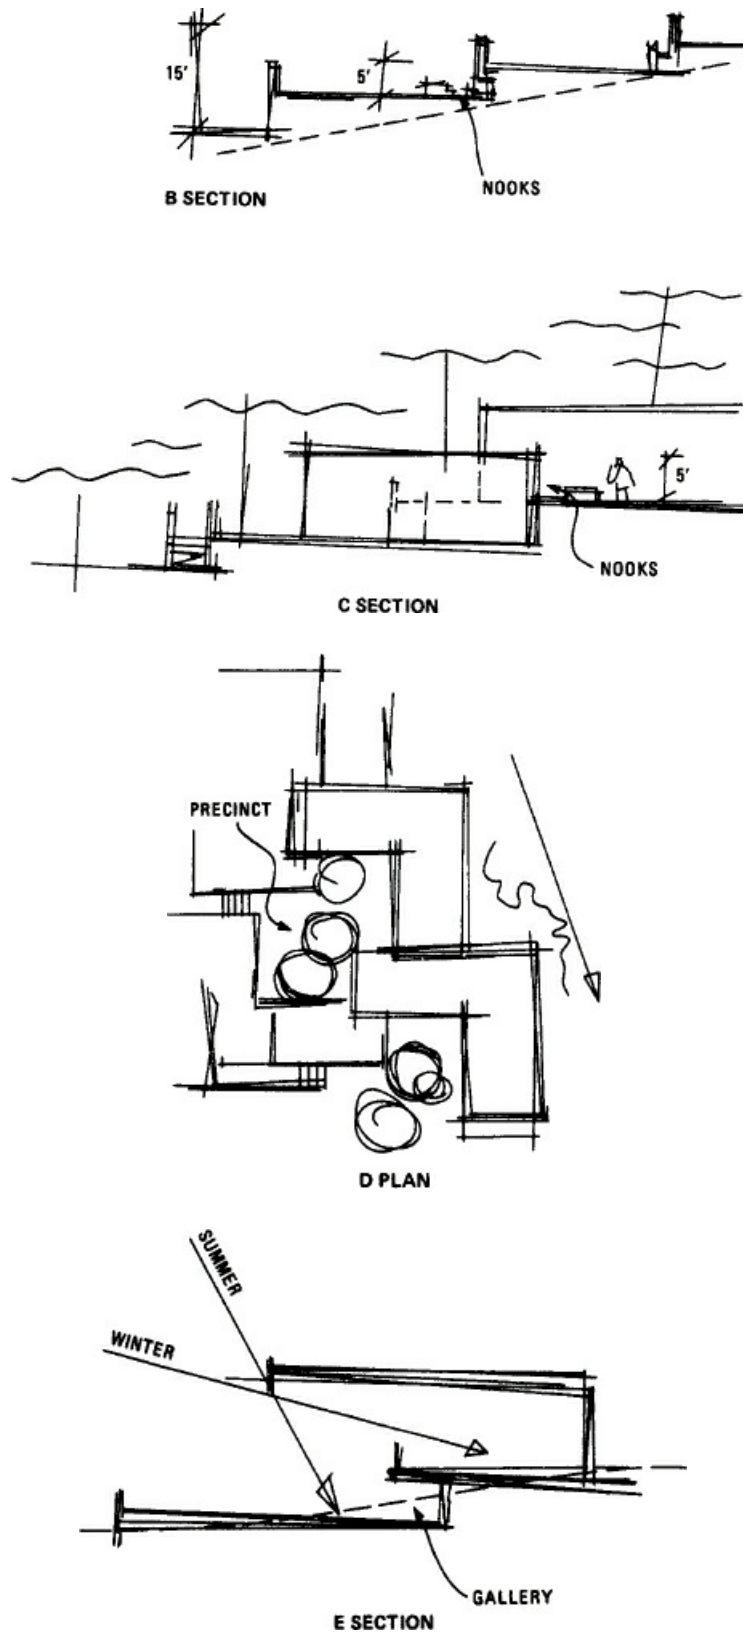 15'
5'
NOOKS
B SECTION
5'
NOOKS
C SECTION
PRECINCT
D PLAN
SUMMER
WINTER
GALLERY
E SECTION